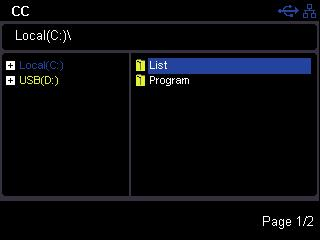 CC
Local(C:)\
Local(C:)
USB(D:)
List
Program
Page 1/2